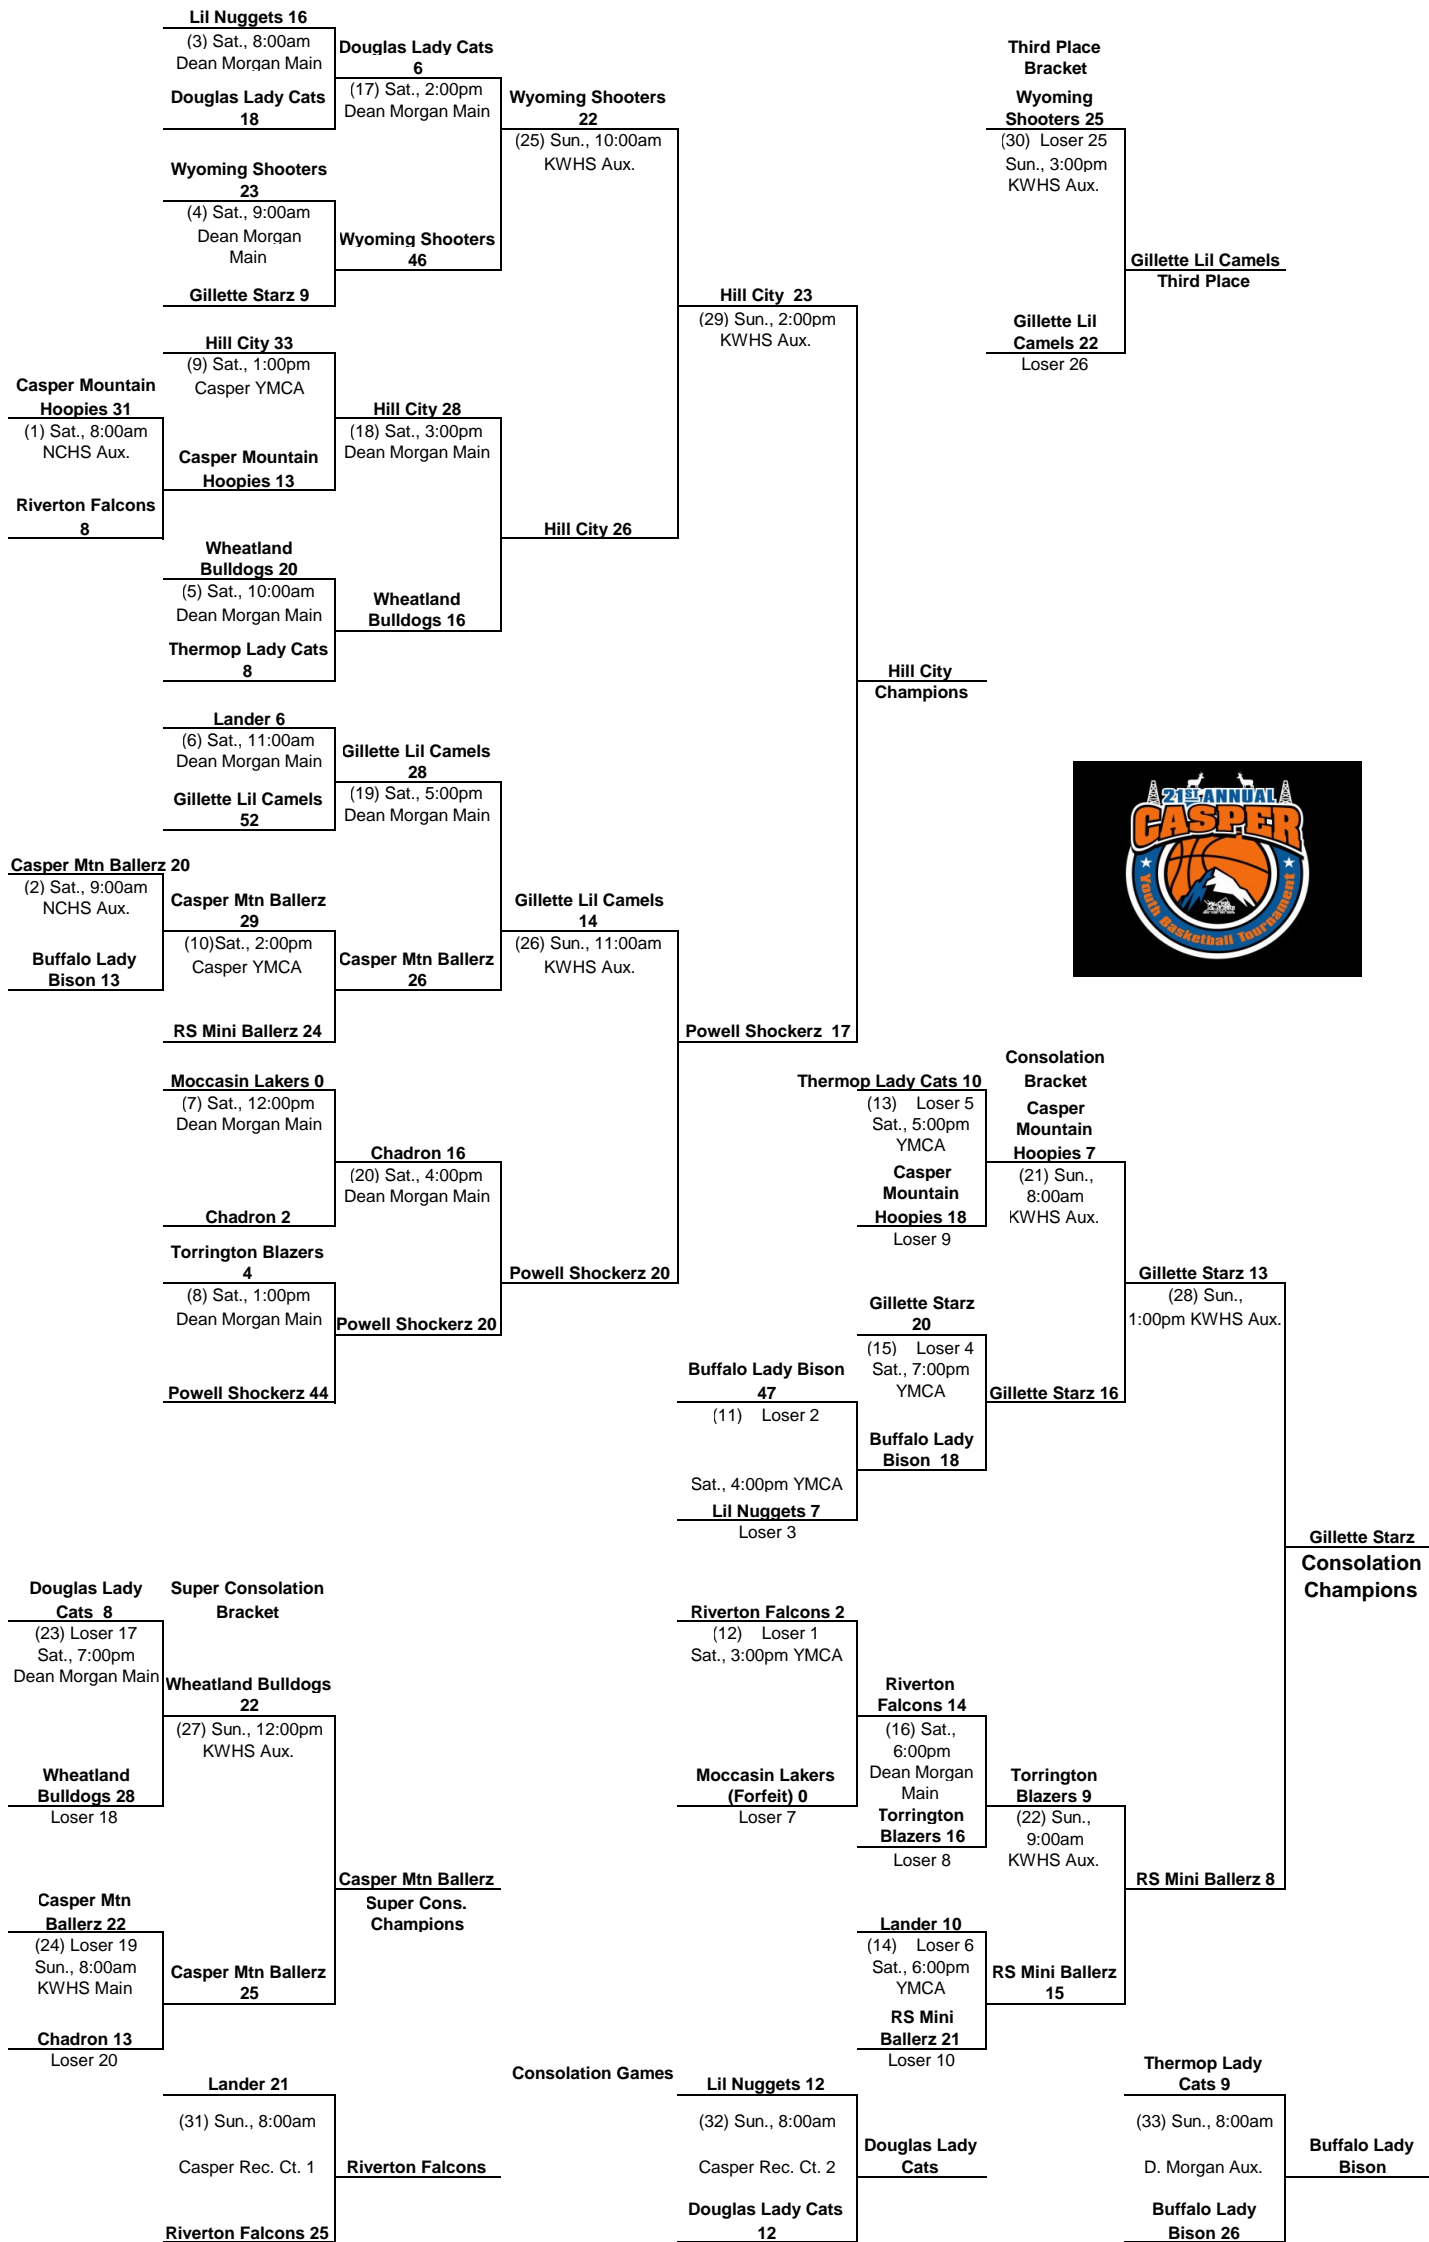 Lil Nuggets 16
(3) Sat., 8:00am
Dean Morgan Main
Douglas Lady Cats
18
Douglas Lady Cats
6
(17) Sat., 2:00pm
Dean Morgan Main
Wyoming Shooters
23
(4) Sat., 9:00am
Dean Morgan
Main
Gillette Starz 9
Wyoming Shooters
46
Wyoming Shooters
22
(25) Sun., 10:00am
KWHS Aux.
Hill City 33
(9) Sat., 1:00pm
Casper YMCA
Casper Mountain
Hoopies 31
(1) Sat., 8:00am
NCHS Aux.
Riverton Falcons
8
Casper Mountain
Hoopies 13
Hill City 28
(18) Sat., 3:00pm
Dean Morgan Main
Wheatland
Bulldogs 20
(5) Sat., 10:00am
Dean Morgan Main
Thermop Lady Cats
8
Wheatland
Bulldogs 16
Hill City 26
Hill City 23
(29) Sun., 2:00pm
KWHS Aux.
Hill City
Champions
Third Place
Bracket
Wyoming
Shooters 25
(30) Loser 25
Sun., 3:00pm
KWHS Aux.
Gillette Lil
Camels 22
Loser 26
Gillette Lil Camels
Third Place
Lander 6
(6) Sat., 11:00am
Dean Morgan Main
Gillette Lil Camels
52
Gillette Lil Camels
28
(19) Sat., 5:00pm
Dean Morgan Main
Casper Mtn Ballerz 20
(2) Sat., 9:00am
NCHS Aux.
Buffalo Lady
Bison 13
Casper Mtn Ballerz
29
(10)Sat., 2:00pm
Casper YMCA
RS Mini Ballerz 24
Casper Mtn Ballerz
26
Gillette Lil Camels
14
(26) Sun., 11:00am
KWHS Aux.
Moccasin Lakers 0
(7) Sat., 12:00pm
Dean Morgan Main
Chadron 2
Chadron 16
(20) Sat., 4:00pm
Dean Morgan Main
Torrington Blazers
4
(8) Sat., 1:00pm
Dean Morgan Main
Powell Shockerz 44
Powell Shockerz 20
Powell Shockerz 20
Powell Shockerz 17
21ST ANNUAL
CASPER
Youth Basketball Tournament
Consolation
Bracket
Thermop Lady Cats 10
(13) Loser 5
Sat., 5:00pm
YMCA
Casper
Mountain
Hoopies 18
Loser 9
Casper
Mountain
Hoopies 7
(21) Sun.,
8:00am
KWHS Aux.
Gillette Starz
20
(15) Loser 4
Sat., 7:00pm
YMCA
Buffalo Lady Bison
47
(11) Loser 2
Sat., 4:00pm YMCA
Lil Nuggets 7
Loser 3
Buffalo Lady
Bison 18
Gillette Starz 16
Gillette Starz 13
(28) Sun.,
1:00pm KWHS Aux.
Gillette Starz
Consolation
Champions
Riverton Falcons 2
(12) Loser 1
Sat., 3:00pm YMCA
Moccasin Lakers
(Forfeit) 0
Loser 7
Riverton
Falcons 14
(16) Sat.,
6:00pm
Dean Morgan
Main
Torrington
Blazers 16
Loser 8
Torrington
Blazers 9
(22) Sun.,
9:00am
KWHS Aux.
Lander 10
(14) Loser 6
Sat., 6:00pm
YMCA
RS Mini
Ballerz 21
Loser 10
RS Mini Ballerz
15
RS Mini Ballerz 8
Super Consolation
Bracket
Douglas Lady
Cats 8
(23) Loser 17
Sat., 7:00pm
Dean Morgan Main
Wheatland
Bulldogs 28
Loser 18
Wheatland Bulldogs
22
(27) Sun., 12:00pm
KWHS Aux.
Casper Mtn
Ballerz 22
(24) Loser 19
Sun., 8:00am
KWHS Main
Chadron 13
Loser 20
Casper Mtn Ballerz
25
Casper Mtn Ballerz
Super Cons.
Champions
Consolation Games
Lander 21
(31) Sun., 8:00am
Casper Rec. Ct. 1
Riverton Falcons 25
Riverton Falcons
Lil Nuggets 12
(32) Sun., 8:00am
Casper Rec. Ct. 2
Douglas Lady Cats
12
Douglas Lady
Cats
Thermop Lady
Cats 9
(33) Sun., 8:00am
D. Morgan Aux.
Buffalo Lady
Bison 26
Buffalo Lady
Bison